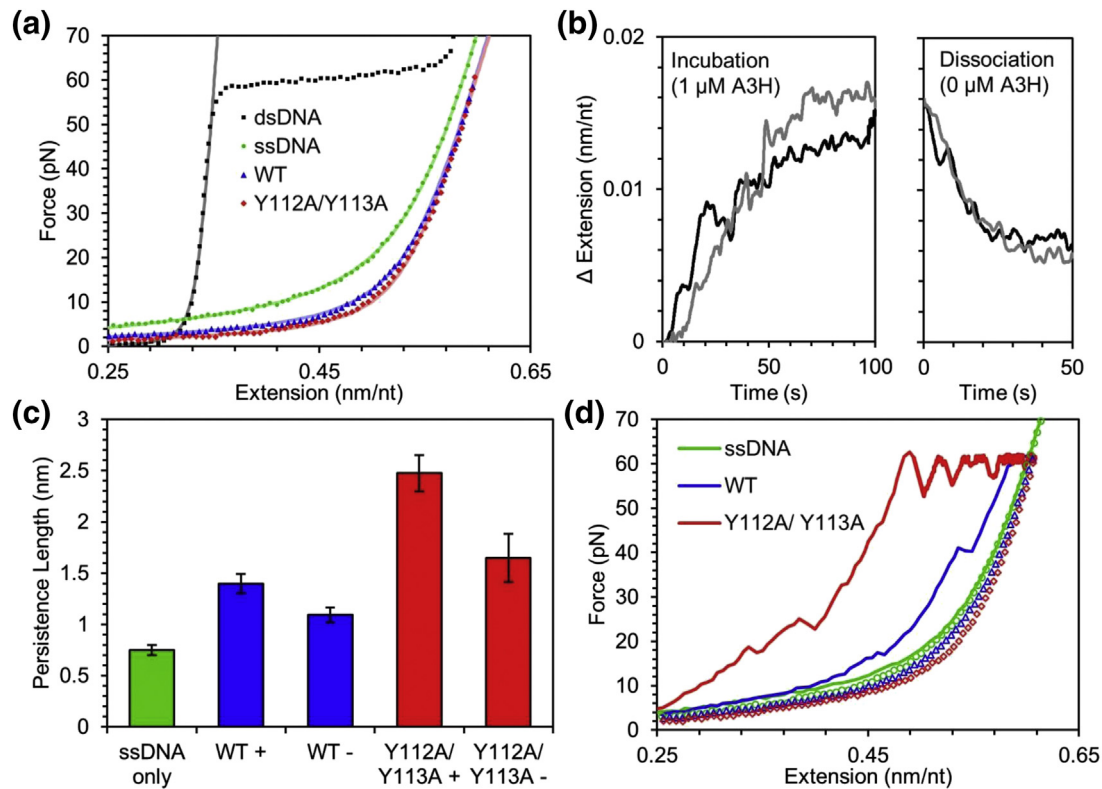 (a)
70
60
50
40
30
20
10
0
Force (pN)
dsDNA
ssDNA
WT
Y112A/Y113A
0.25
0.45
0.65
Extension (nm/nt)
(b)
0.02
0.01
0
Δ Extension (nm/nt)
Incubation
(1 µM A3H)
0
50
100
Time (s)
Dissociation
(0 µM A3H)
0
50
Time (s)
(c)
3
2.5
2
1.5
1
0.5
0
Persistence Length (nm)
ssDNA
only
WT +
WT -
Y112A/
Y113A +
Y112A/
Y113A -
(d)
70
60
50
40
30
20
10
0
Force (pN)
ssDNA
WT
Y112A/ Y113A
0.25
0.45
0.65
Extension (nm/nt)